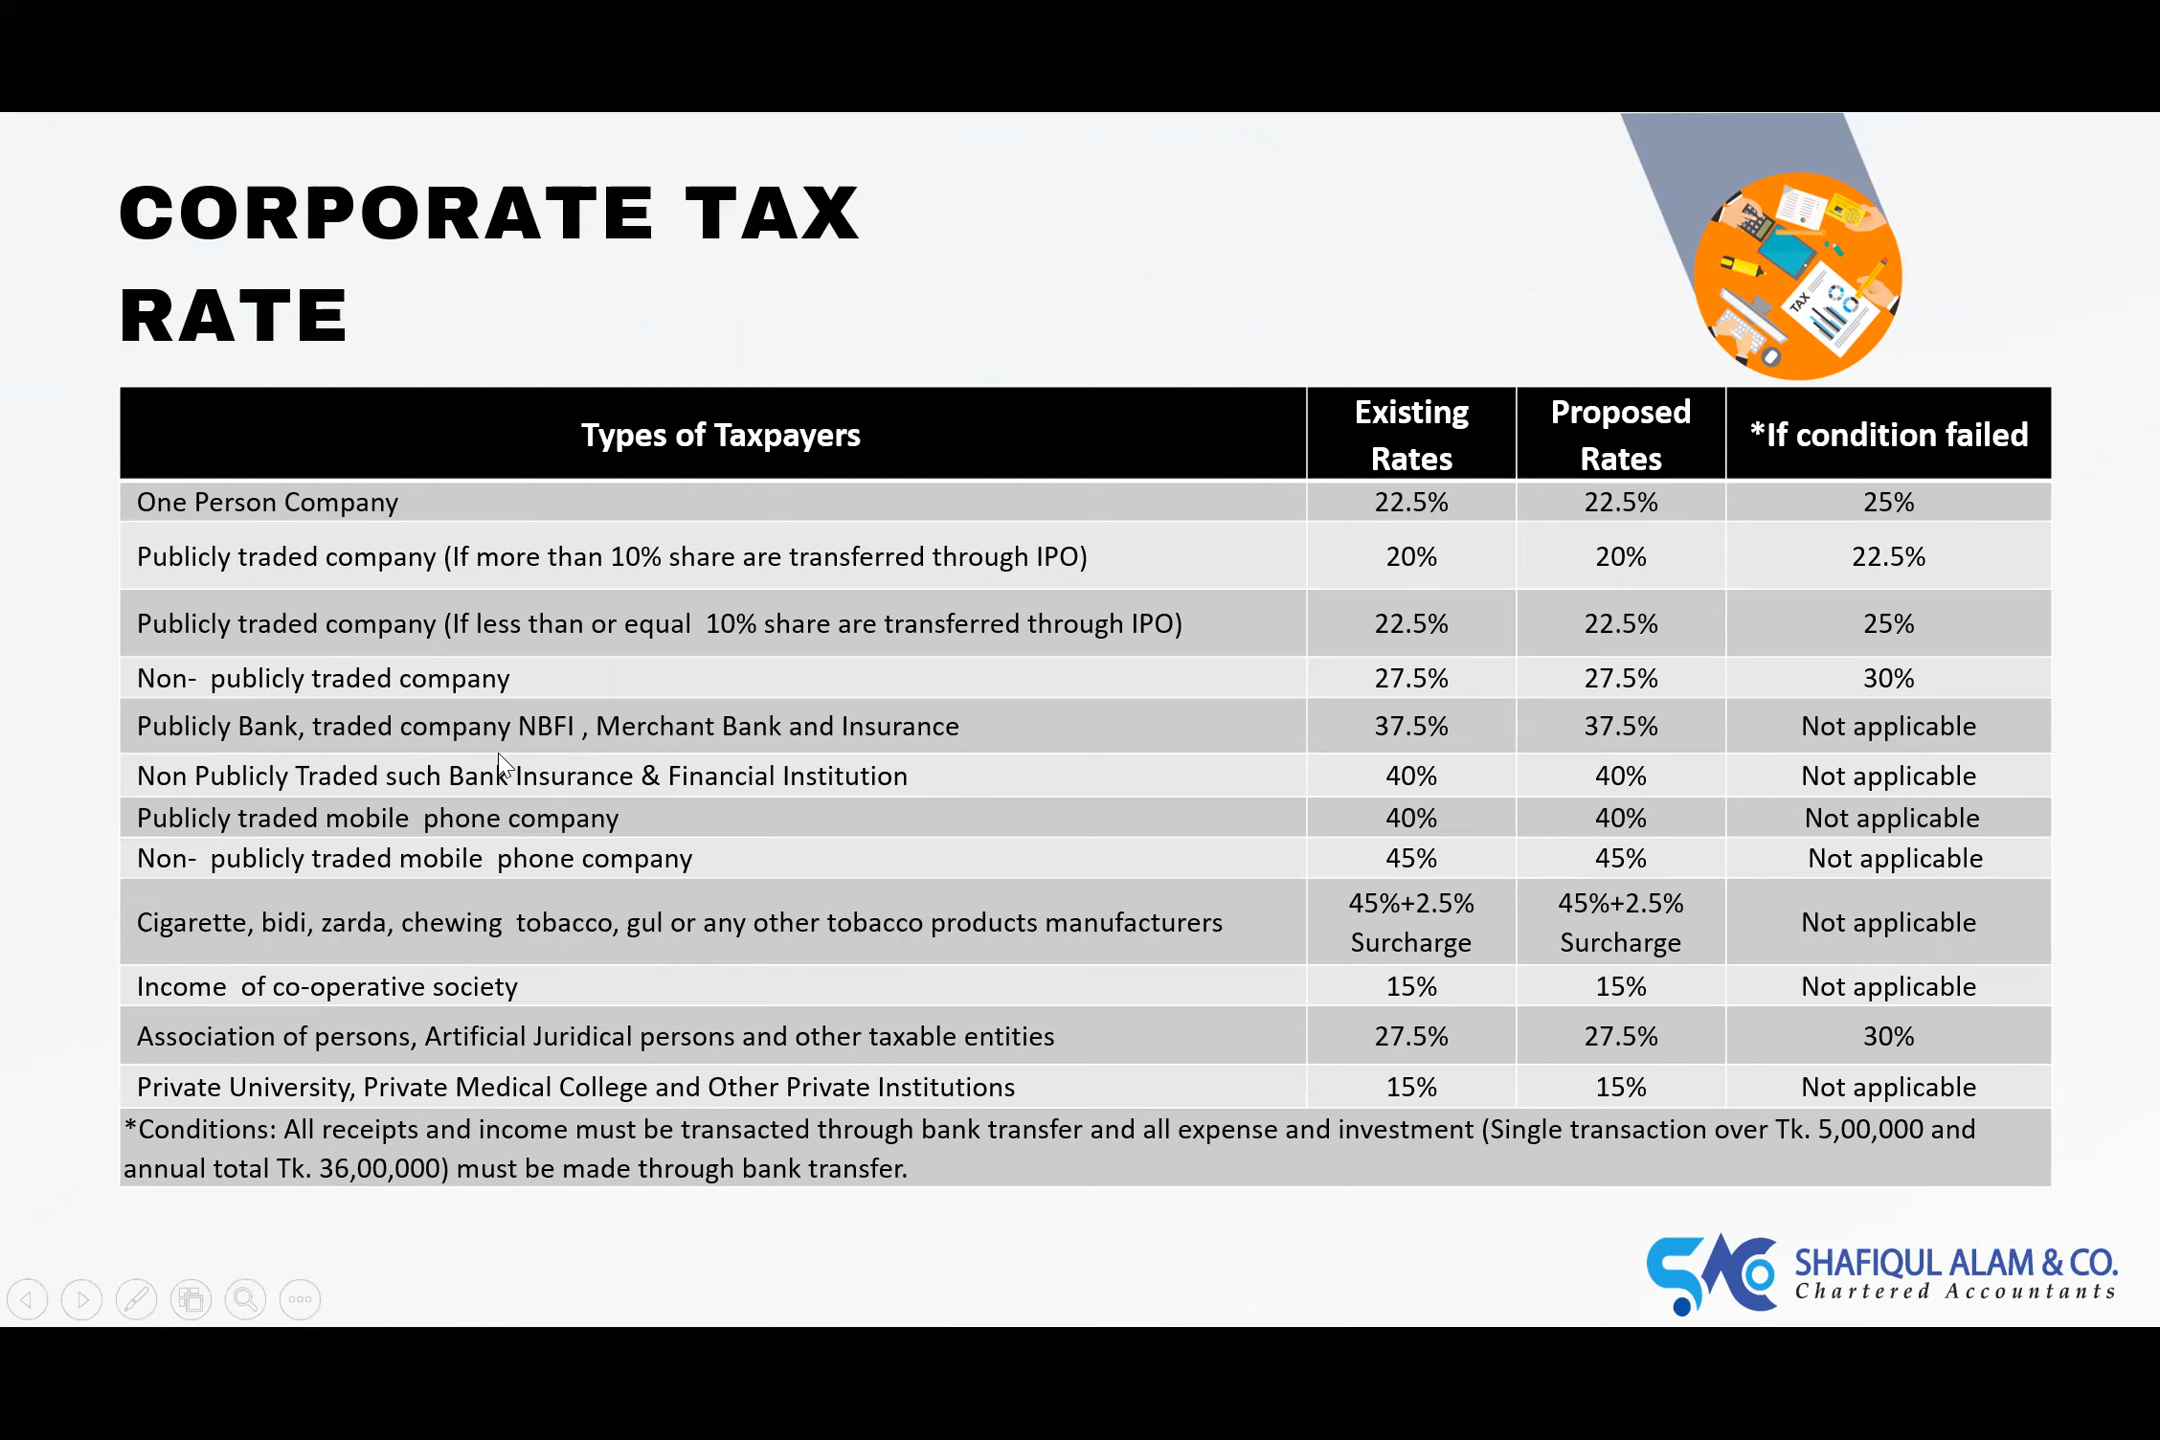 CORPORATE TAX
RATE
TAX
Types of Taxpayers Existing Rates Proposed Rates *If condition failed
One Person Company 22.5% 22.5% 25%
Publicly traded company (If more than 10% share are transferred through IPO) 20% 20% 22.5%
Publicly traded company (If less than or equal 10% share are transferred through IPO) 22.5% 22.5% 25%
Non- publicly traded company 27.5% 27.5% 30%
Publicly Bank, traded company NBFI , Merchant Bank and Insurance 37.5% 37.5% Not applicable
Non Publicly Traded such Bank Insurance & Financial Institution 40% 40% Not applicable
Publicly traded mobile phone company 40% 40% Not applicable
Non- publicly traded mobile phone company 45% 45% Not applicable
Cigarette, bidi, zarda, chewing tobacco, gul or any other tobacco products manufacturers 45%+2.5% Surcharge 45%+2.5% Surcharge Not applicable
Income of co-operative society 15% 15% Not applicable
Association of persons, Artificial Juridical persons and other taxable entities 27.5% 27.5% 30%
Private University, Private Medical College and Other Private Institutions 15% 15% Not applicable
*Conditions: All receipts and income must be transacted through bank transfer and all expense and investment (Single transaction over Tk. 5,00,000 and
annual total Tk. 36,00,000) must be made through bank transfer.
SACo SHAFIQUL ALAM & CO.
Chartered Accountants